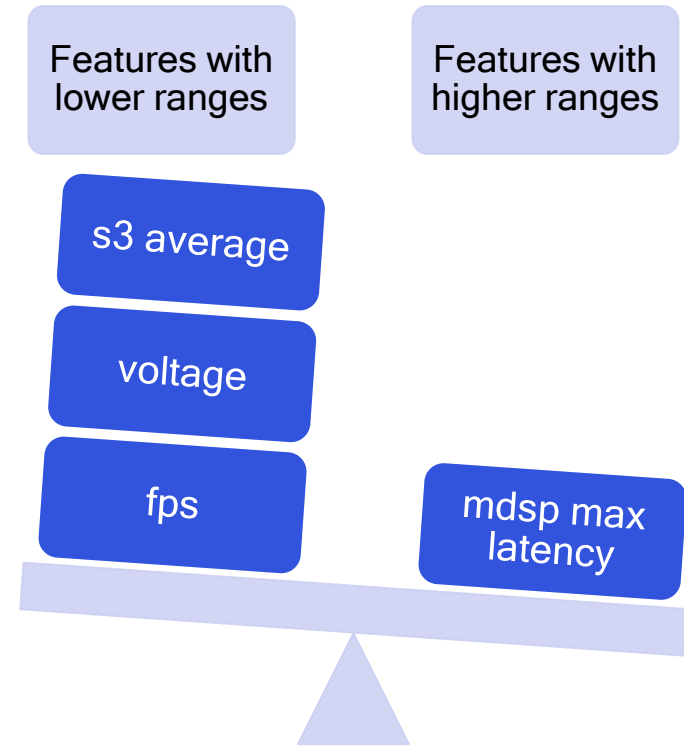 Features with
lower ranges
Features with
higher ranges
s3 average
voltage
fps
mdsp max
latency